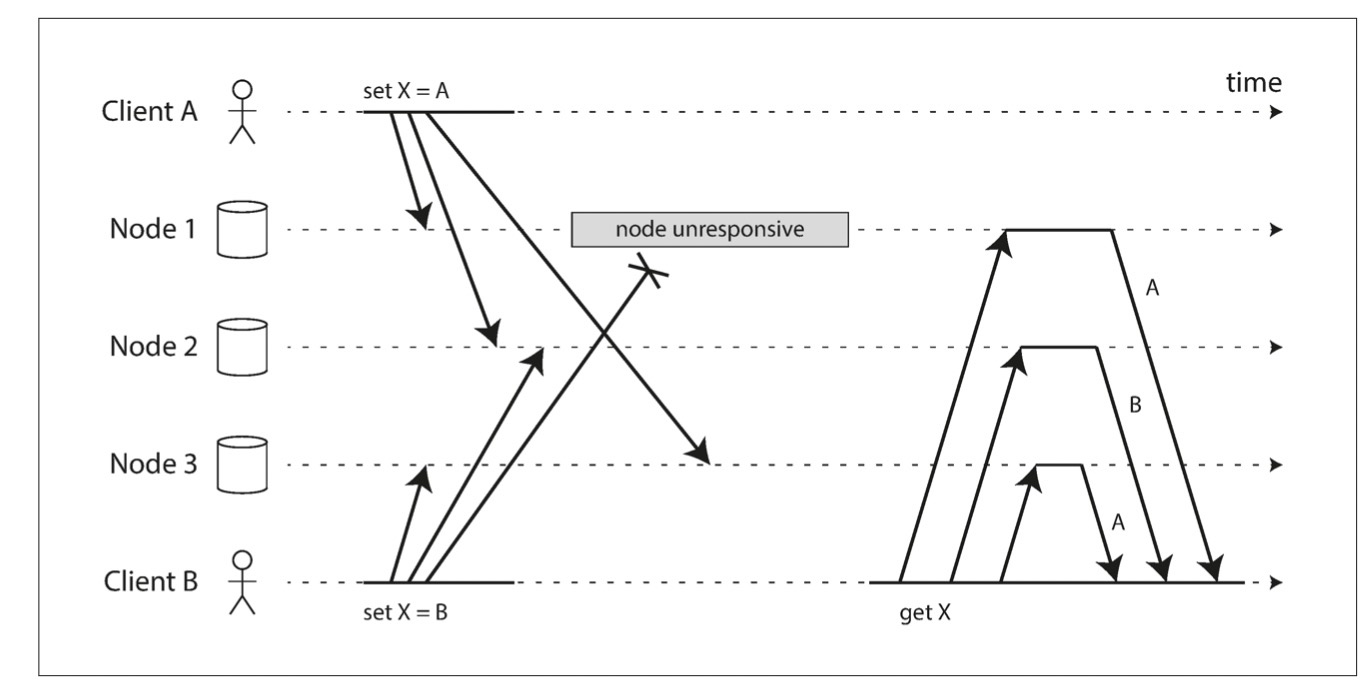 time
set X = A
Client A
Node 1
node unresponsive
A
Node 2
B
Node 3
A
Client B
set X = B
get X